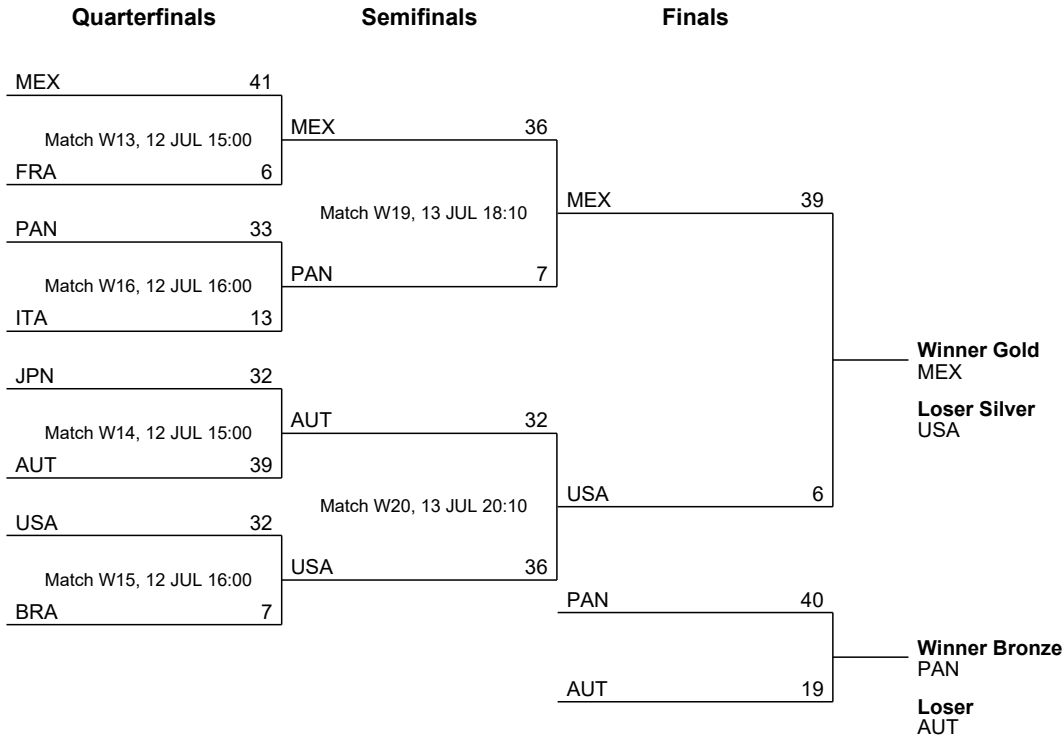 Quarterfinals Semifinals Finals
MEX 41
Match W13, 12 JUL 15:00
FRA 6
PAN 33
Match W16, 12 JUL 16:00
ITA 13
JPN 32
Match W14, 12 JUL 15:00
AUT 39
USA 32
Match W15, 12 JUL 16:00
BRA 7
MEX 36
Match W19, 13 JUL 18:10
PAN 7
AUT 32
Match W20, 13 JUL 20:10
USA 36
MEX 39
USA 6
PAN 40
AUT 19
Winner Gold
MEX
Loser Silver
USA
Winner Bronze
PAN
Loser
AUT